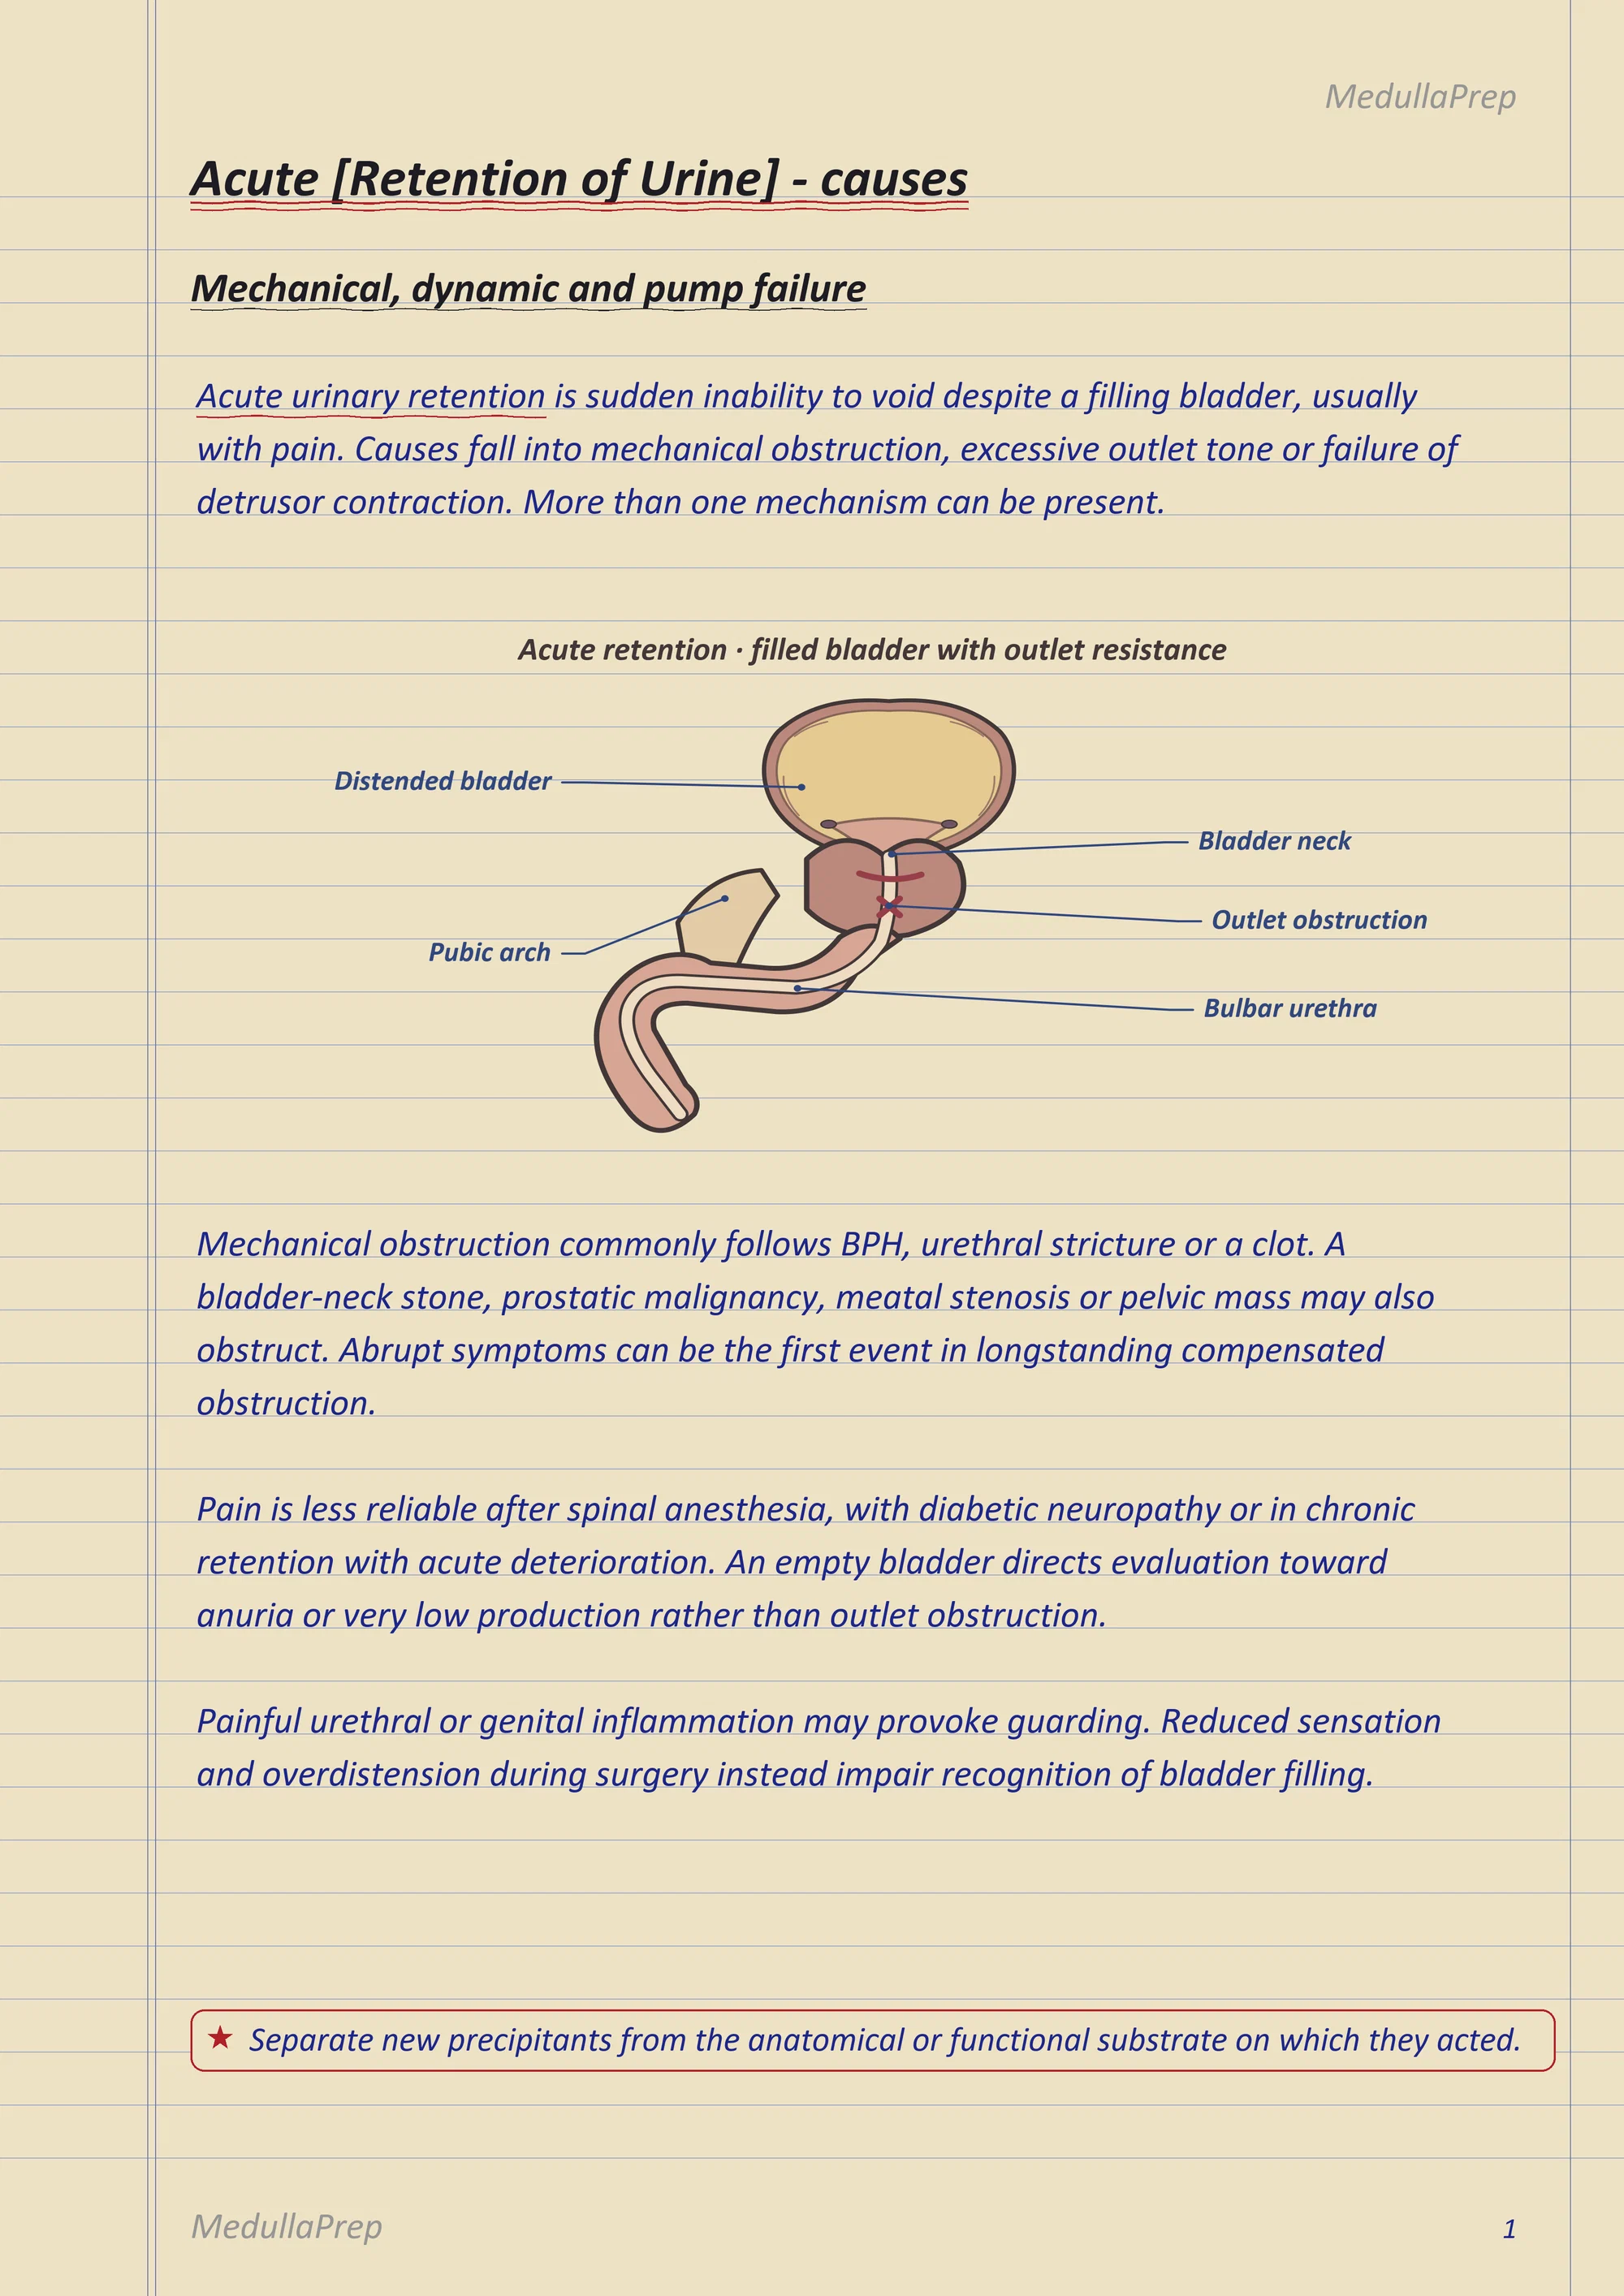 MedullaPrep
Acute [Retention of Urine] - causes
Mechanical, dynamic and pump failure
Acute urinary retention is sudden inability to void despite a filling bladder, usually
with pain. Causes fall into mechanical obstruction, excessive outlet tone or failure of
detrusor contraction. More than one mechanism can be present.
Acute retention · filled bladder with outlet resistance
Distended bladder
Bladder neck
Outlet obstruction
Pubic arch
Bulbar urethra
Mechanical obstruction commonly follows BPH, urethral stricture or a clot. A
bladder-neck stone, prostatic malignancy, meatal stenosis or pelvic mass may also
obstruct. Abrupt symptoms can be the first event in longstanding compensated
obstruction.
Pain is less reliable after spinal anesthesia, with diabetic neuropathy or in chronic
retention with acute deterioration. An empty bladder directs evaluation toward
anuria or very low production rather than outlet obstruction.
Painful urethral or genital inflammation may provoke guarding. Reduced sensation
and overdistension during surgery instead impair recognition of bladder filling.
★ Separate new precipitants from the anatomical or functional substrate on which they acted.
MedullaPrep
1